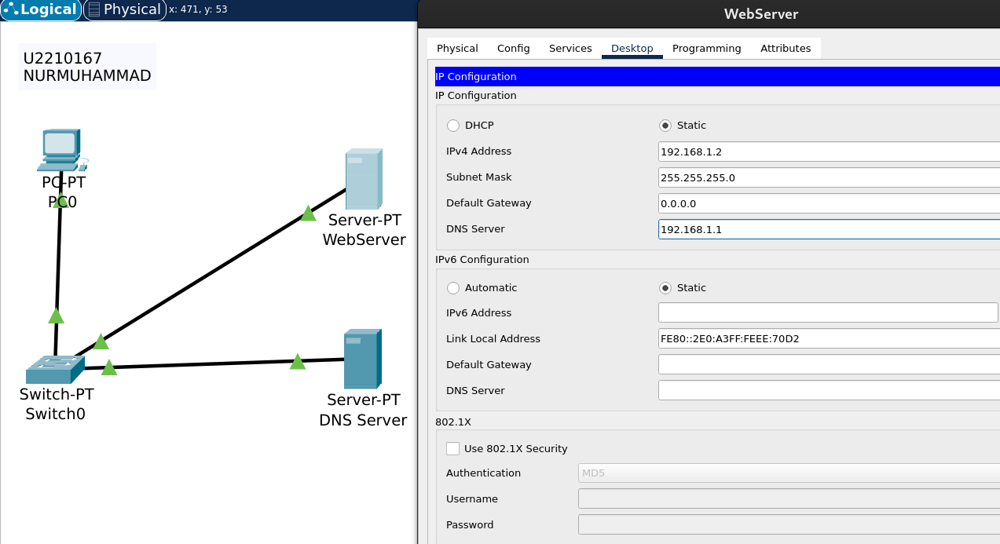 Logical Physical x: 471, y: 53
U2210167
NURMUHAMMAD
PC-PT
PC0
Server-PT
WebServer
Switch-PT
Switch0
Server-PT
DNS Server
WebServer
Physical Config Services Desktop Programming Attributes
IP Configuration
IP Configuration
DHCP Static
IPv4 Address 192.168.1.2
Subnet Mask 255.255.255.0
Default Gateway 0.0.0.0
DNS Server 192.168.1.1
IPv6 Configuration
Automatic Static
IPv6 Address
Link Local Address FE80::2E0:A3FF:FEEE:70D2
Default Gateway
DNS Server
802.1X
Use 802.1X Security
Authentication MD5
Username
Password